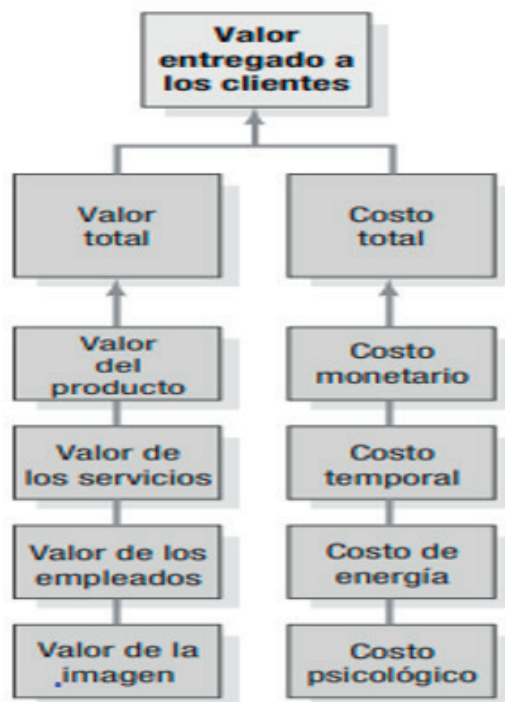 Valor
entregado a
los clientes
Valor
total
Costo
total
Valor
del
producto
Costo
monetario
Valor de
los servicios
Costo
temporal
Valor de los
empleados
Costo de
energía
Valor de la
imagen
Costo
psicológico